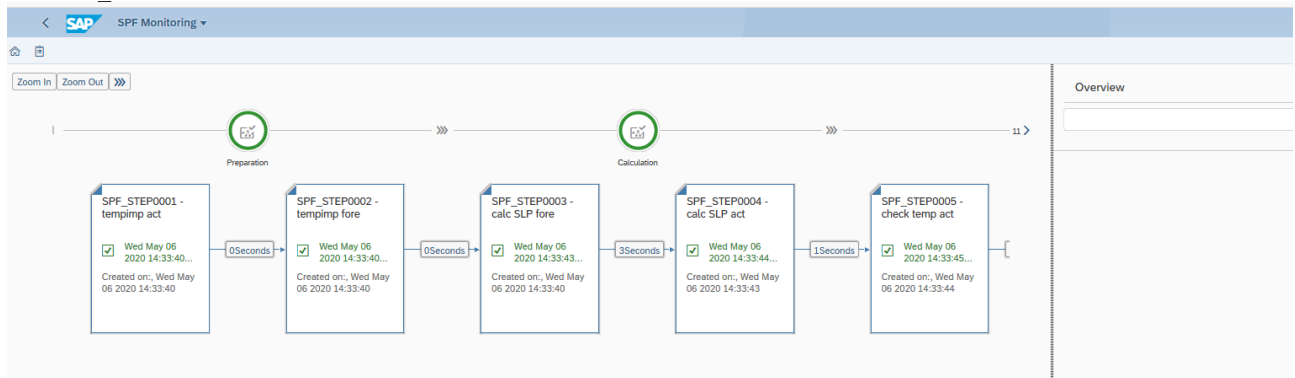 SAP SPF Monitoring
Zoom In Zoom Out
11
Preparation
Calculation
SPF_STEP0001 -
tempimp act
Wed May 06
2020 14:33:40...
Created on:, Wed May
06 2020 14:33:40
0Seconds
SPF_STEP0002 -
tempimp fore
Wed May 06
2020 14:33:40...
Created on:, Wed May
06 2020 14:33:40
0Seconds
SPF_STEP0003 -
calc SLP fore
Wed May 06
2020 14:33:43...
Created on:, Wed May
06 2020 14:33:40
3Seconds
SPF_STEP0004 -
calc SLP act
Wed May 06
2020 14:33:44...
Created on:, Wed May
06 2020 14:33:43
1Seconds
SPF_STEP0005 -
check temp act
Wed May 06
2020 14:33:45...
Created on:, Wed May
06 2020 14:33:44
Overview